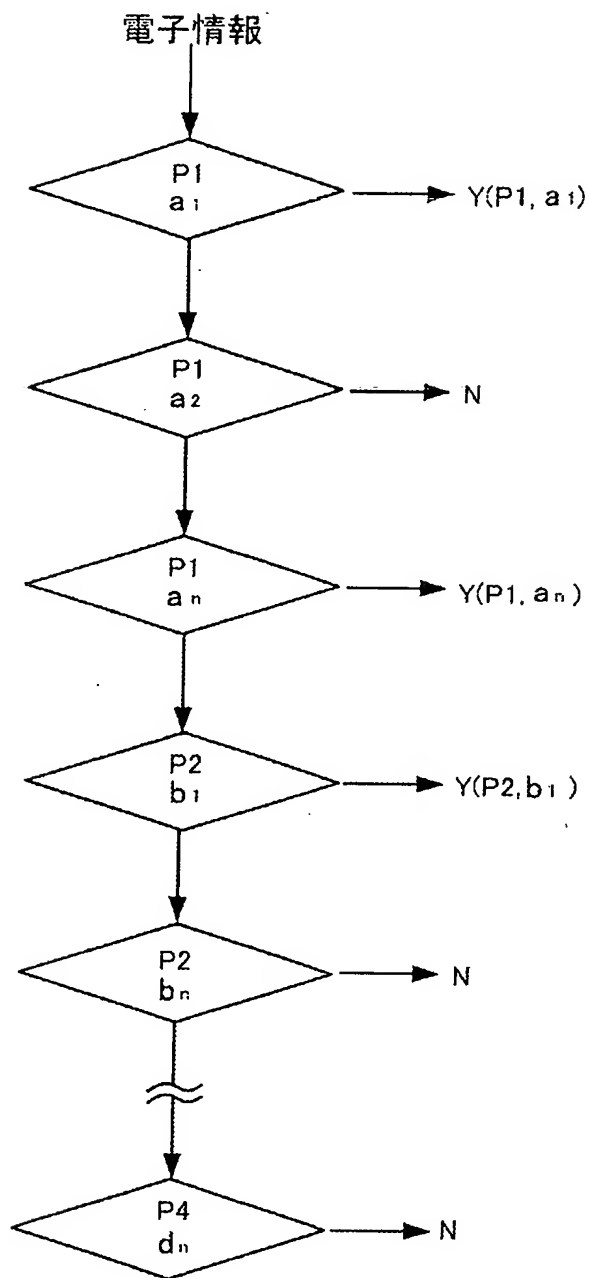 電子情報
P1
a1
Y(P1, a1)
P1
a2
N
P1
an
Y(P1, an)
P2
b1
Y(P2,b1)
P2
bn
N
P4
dn
N